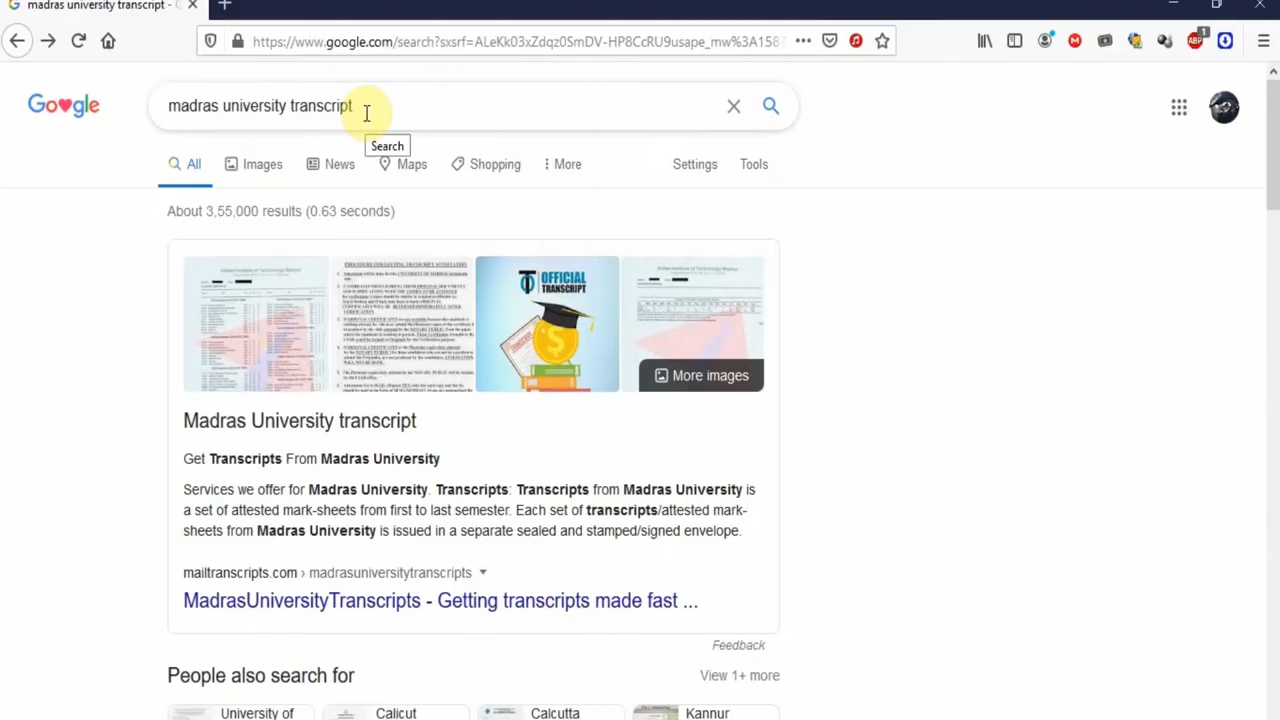 madras university transcript - G
https://www.google.com/search?sxsrf=ALeKk03xZdqz0SmDV-HP8CcRU9usape_mw%3A1587
ABP 1
Google
madras university transcript
Search
All Images News Maps Shopping More Settings Tools
About 3,55,000 results (0.63 seconds)
OFFICIAL
TRANSCRIPT
More images
Madras University transcript
Get Transcripts From Madras University
Services we offer for Madras University. Transcripts: Transcripts from Madras University is
a set of attested mark-sheets from first to last semester. Each set of transcripts/attested mark-
sheets from Madras University is issued in a separate sealed and stamped/signed envelope.
mailtranscripts.com › madrasuniversitytranscripts
MadrasUniversityTranscripts - Getting transcripts made fast ...
Feedback
People also search for
View 1+ more
University of Calicut Calcutta Kannur